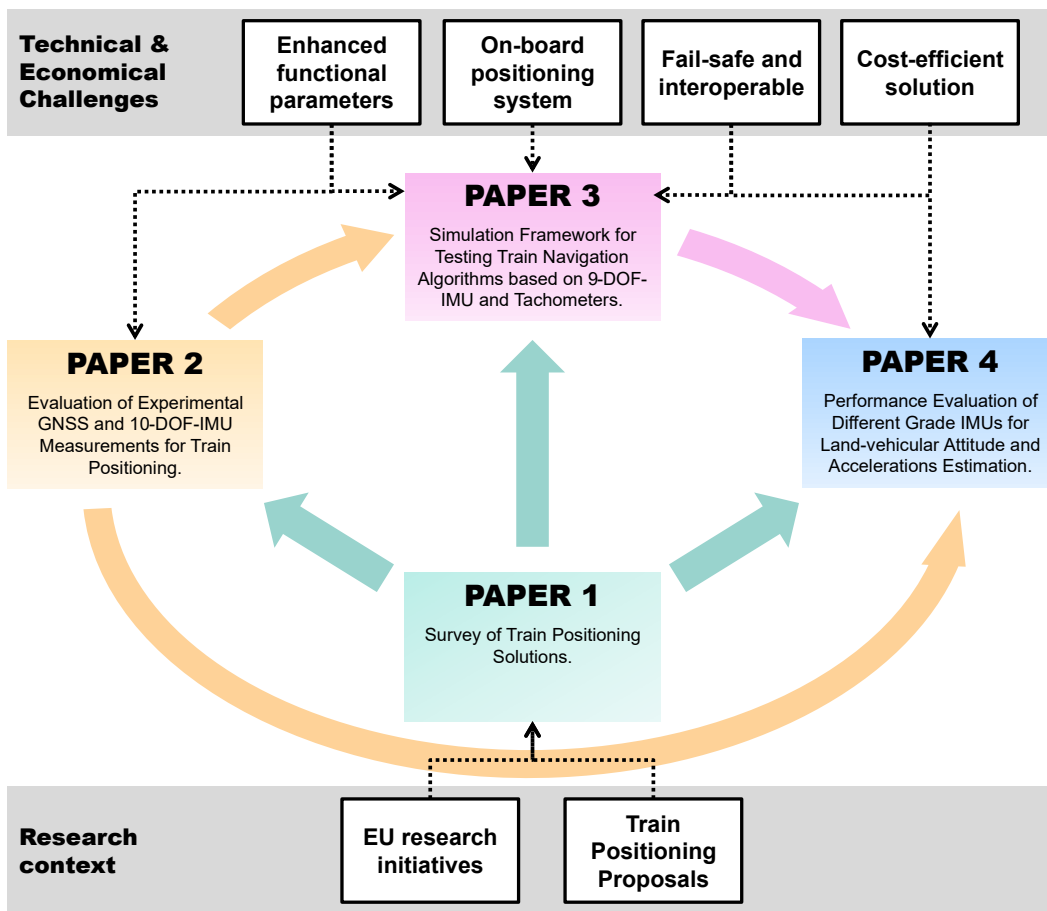 Technical &
Economical
Challenges
Enhanced
functional
parameters
On-board
positioning
system
Fail-safe and
interoperable
Cost-efficient
solution
PAPER 3
Simulation Framework for
Testing Train Navigation
Algorithms based on 9-DOF-
IMU and Tachometers.
PAPER 2
Evaluation of Experimental
GNSS and 10-DOF-IMU
Measurements for Train
Positioning.
PAPER 4
Performance Evaluation of
Different Grade IMUs for
Land-vehicular Attitude and
Accelerations Estimation.
PAPER 1
Survey of Train Positioning
Solutions.
Research
context
EU research
initiatives
Train
Positioning
Proposals